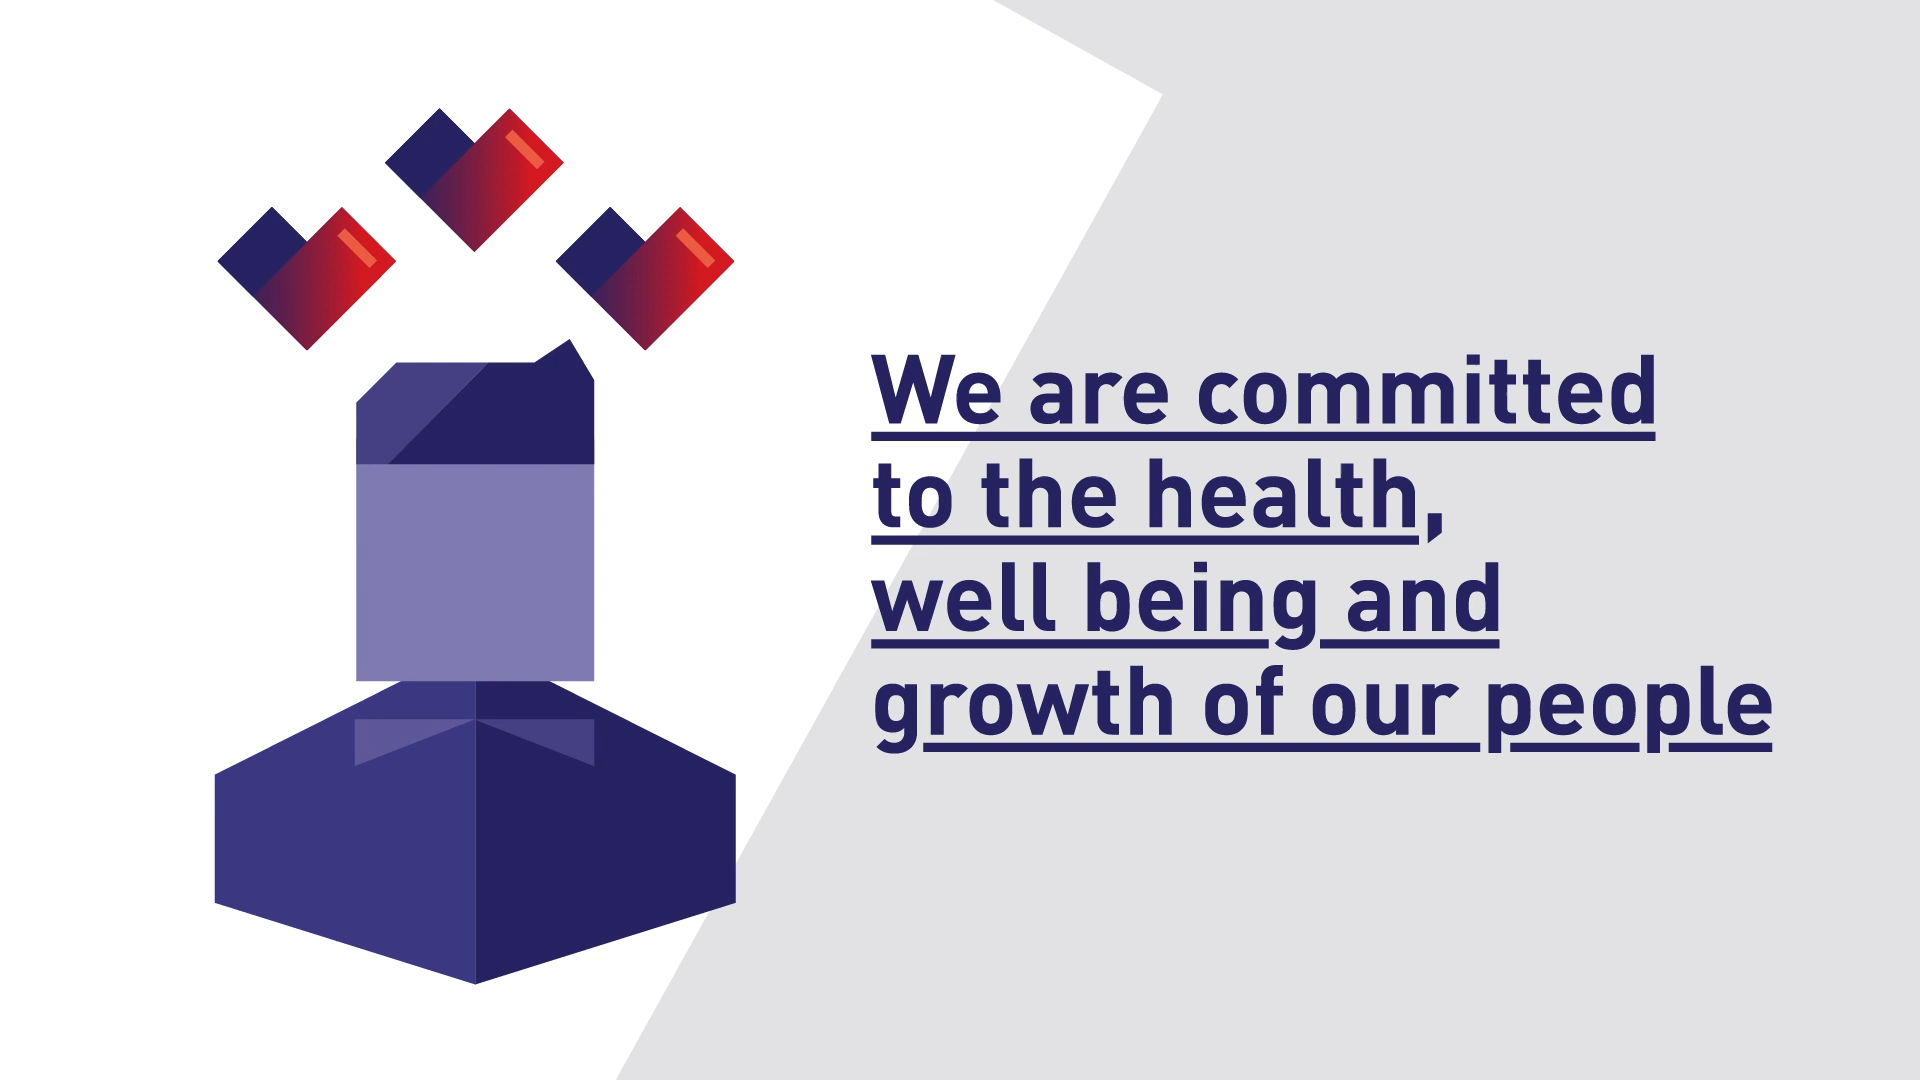 We are committed
to the health,
well being and
growth of our people